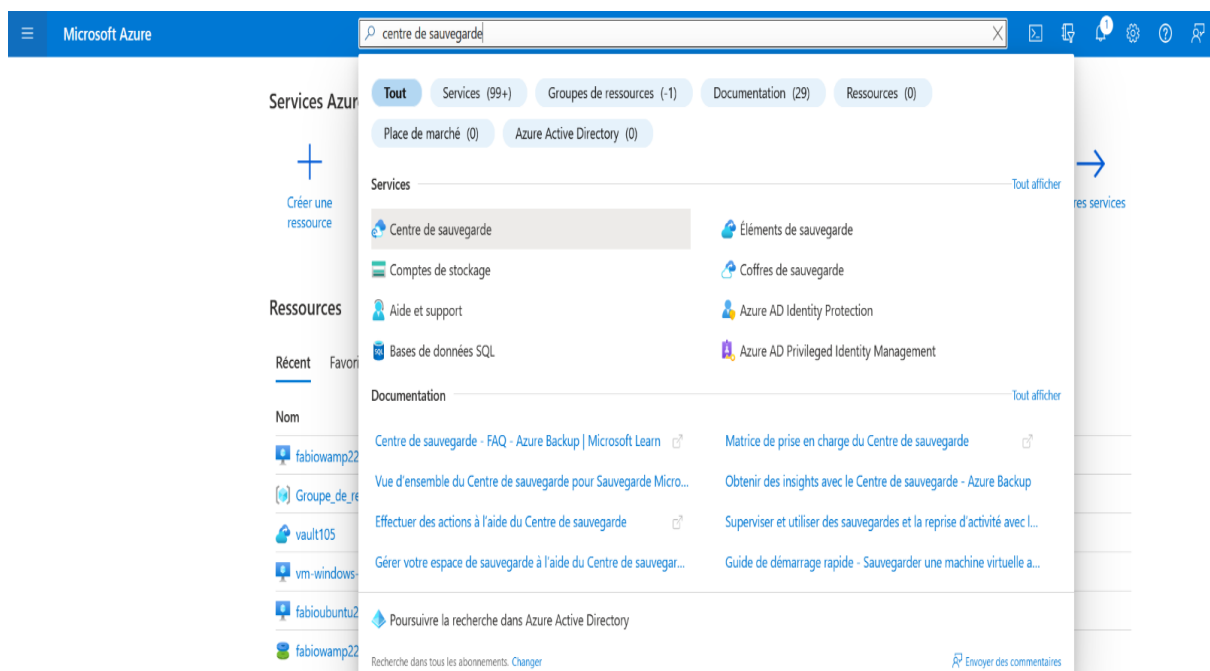 Microsoft Azure
centre de sauvegarde
1
Services Azur
Créer une
ressource
res services
Tout
Services (99+)
Groupes de ressources (-1)
Documentation (29)
Ressources (0)
Place de marché (0)
Azure Active Directory (0)
Services
Tout afficher
Centre de sauvegarde
Éléments de sauvegarde
Comptes de stockage
Coffres de sauvegarde
Aide et support
Azure AD Identity Protection
SQL
Bases de données SQL
Azure AD Privileged Identity Management
Documentation
Tout afficher
Centre de sauvegarde - FAQ - Azure Backup | Microsoft Learn
Matrice de prise en charge du Centre de sauvegarde
Vue d'ensemble du Centre de sauvegarde pour Sauvegarde Micro...
Obtenir des insights avec le Centre de sauvegarde - Azure Backup
Effectuer des actions à l'aide du Centre de sauvegarde
Superviser et utiliser des sauvegardes et la reprise d'activité avec l...
Gérer votre espace de sauvegarde à l'aide du Centre de sauvegar...
Guide de démarrage rapide - Sauvegarder une machine virtuelle a...
Poursuivre la recherche dans Azure Active Directory
Recherche dans tous les abonnements. Changer
Envoyer des commentaires
Ressources
Récent Favori
Nom
fabiowamp22
Groupe_de_re
vault105
vm-windows-
fabioubuntu2
fabiowamp22